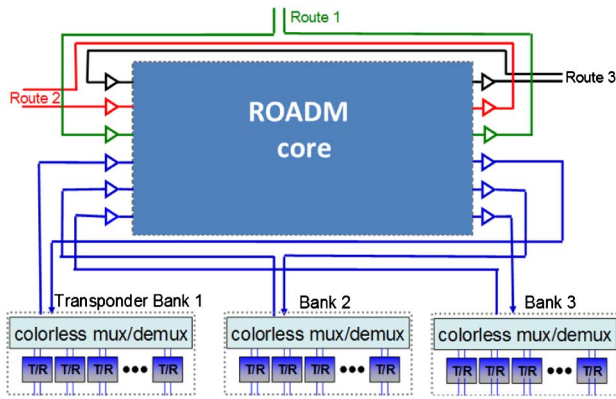 Route 1
Route 2
Route 3
ROADM
core
Transponder Bank 1
Bank 2
Bank 3
colorless mux/demux
colorless mux/demux
colorless mux/demux
T/R T/R T/R ••• T/R
T/R T/R T/R ••• T/R
T/R T/R T/R ••• T/R